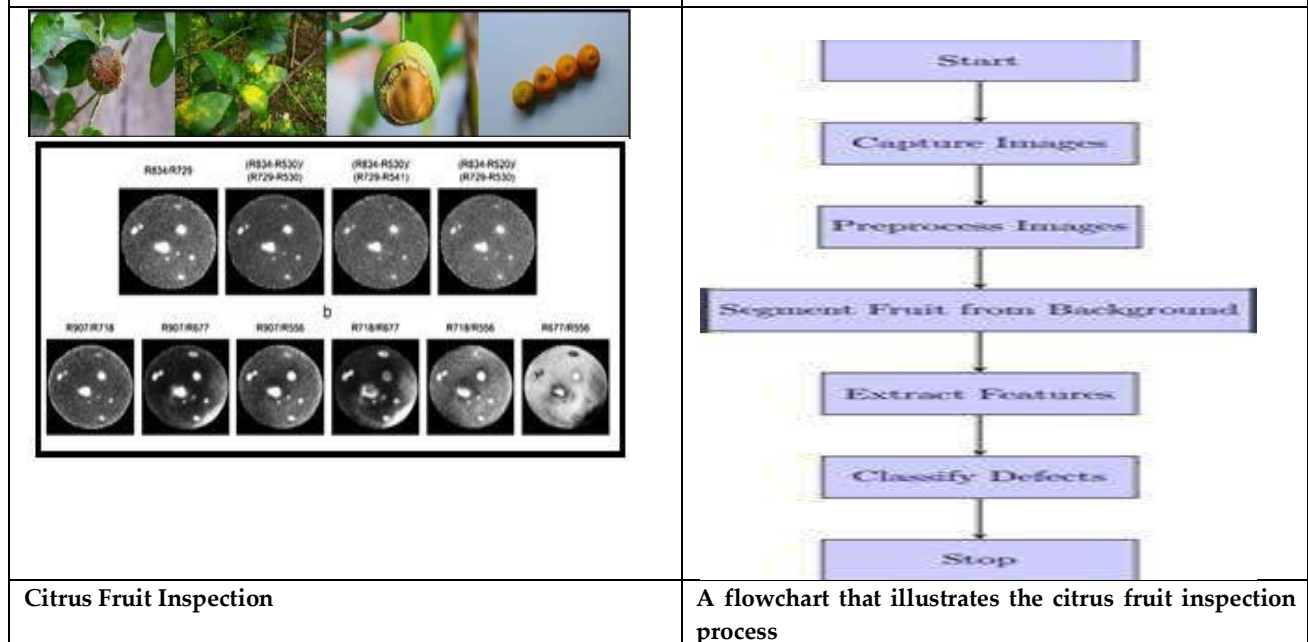 R834/R729
(R834-R530)/
(R729-R530)
(R834-R530)/
(R729-R541)
(R834-R520)/
(R729-R530)
b
R907/R718
R907/R677
R907/R556
R718/R677
R718/R556
R677/R556
Citrus Fruit Inspection
Start
Capture Images
Preprocess Images
Segment Fruit from Background
Extract Features
Classify Defects
Stop
A flowchart that illustrates the citrus fruit inspection
process